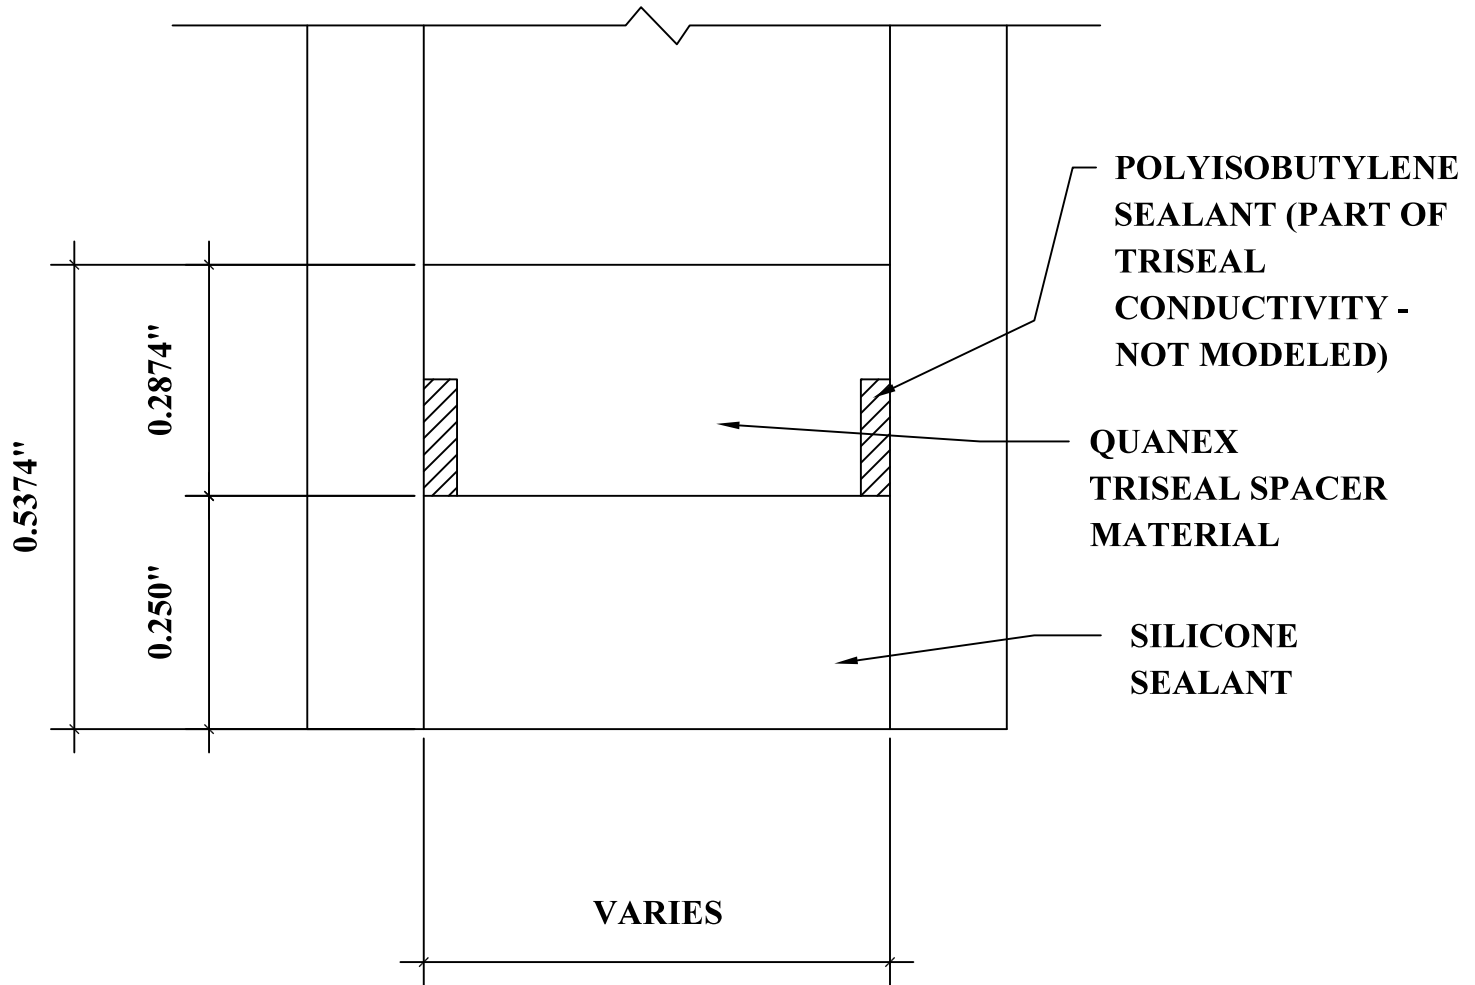 POLYISOBUTYLENE
SEALANT (PART OF
TRISEAL
CONDUCTIVITY -
NOT MODELED)
0.2874"
QUANEX
TRISEAL SPACER
MATERIAL
0.5374"
0.250"
SILICONE
SEALANT
VARIES